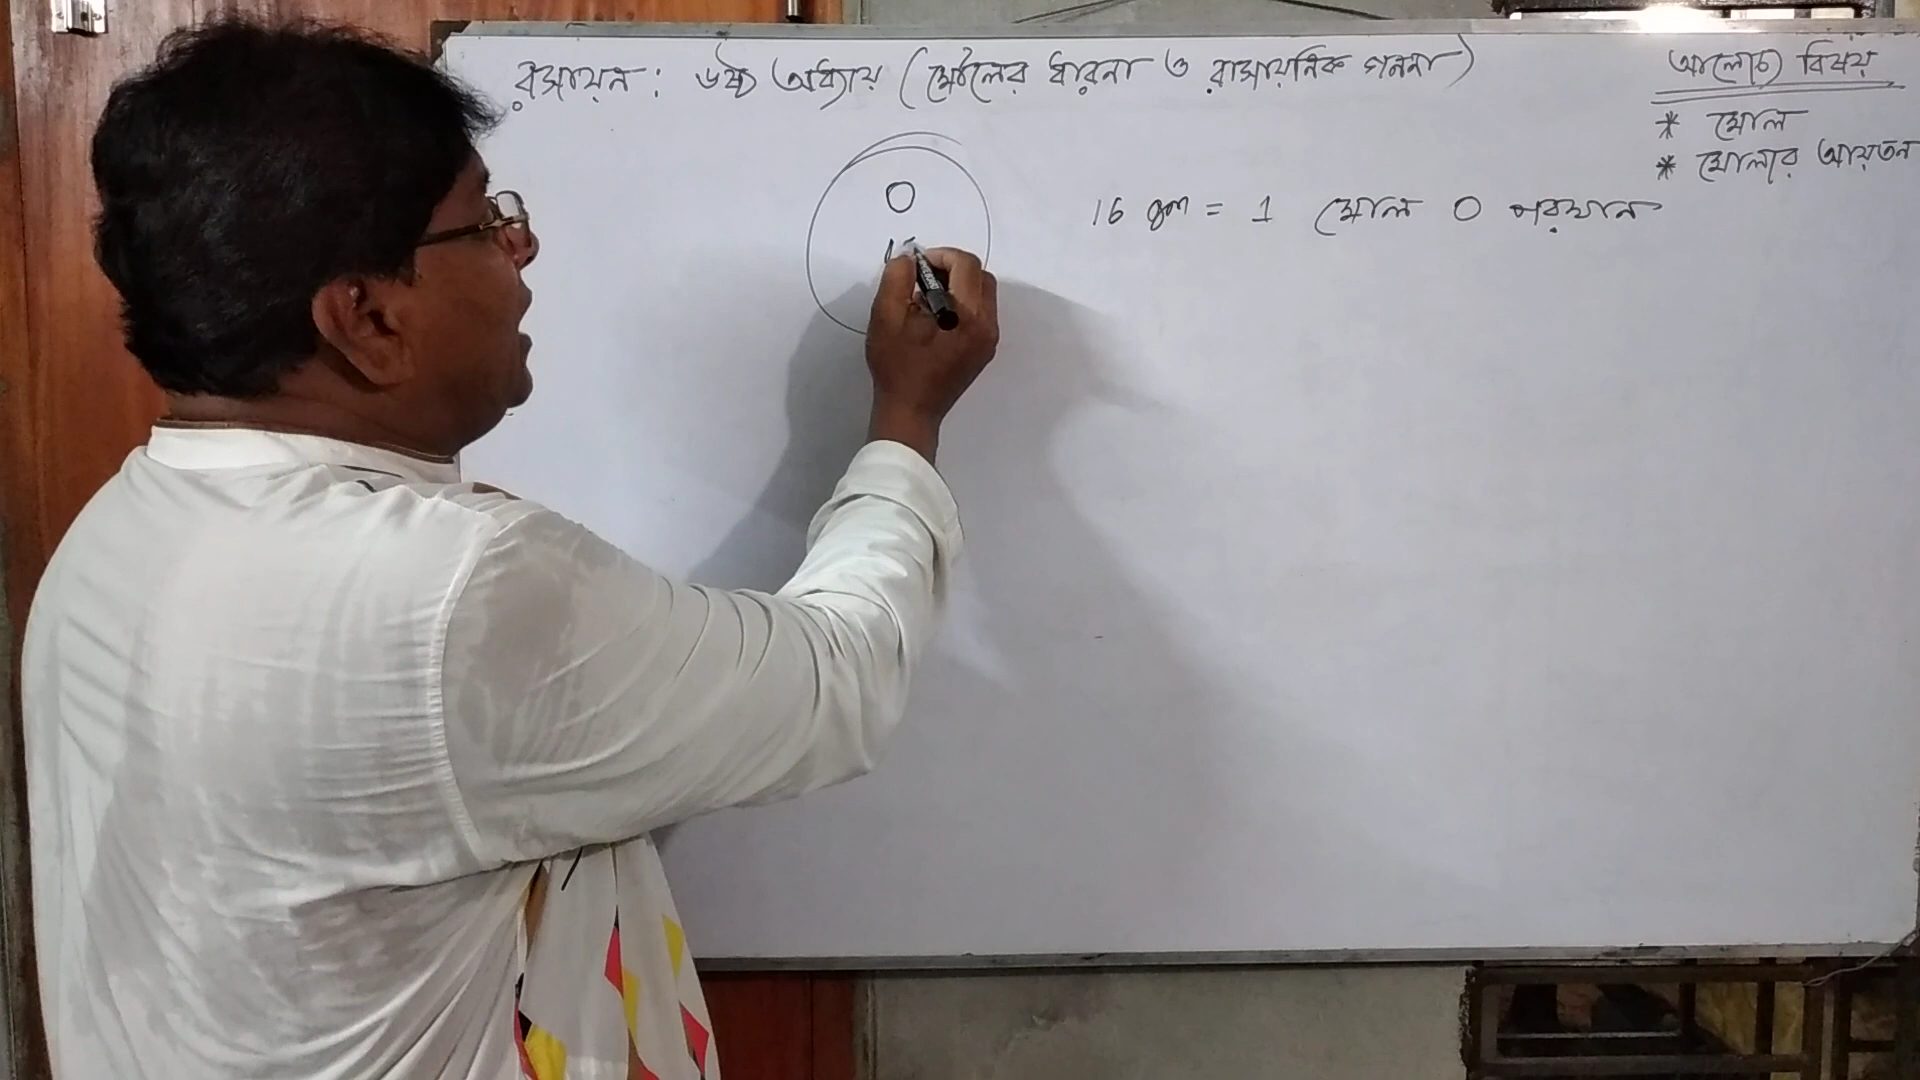 রসায়ন : ৬ষ্ঠ অধ্যায় (মৌলের ধারনা ও রাসায়নিক গননা)
আলোচ্য বিষয়
* মোল
* মোলার আয়তন
O
16 gm = 1 মোল O পরমান